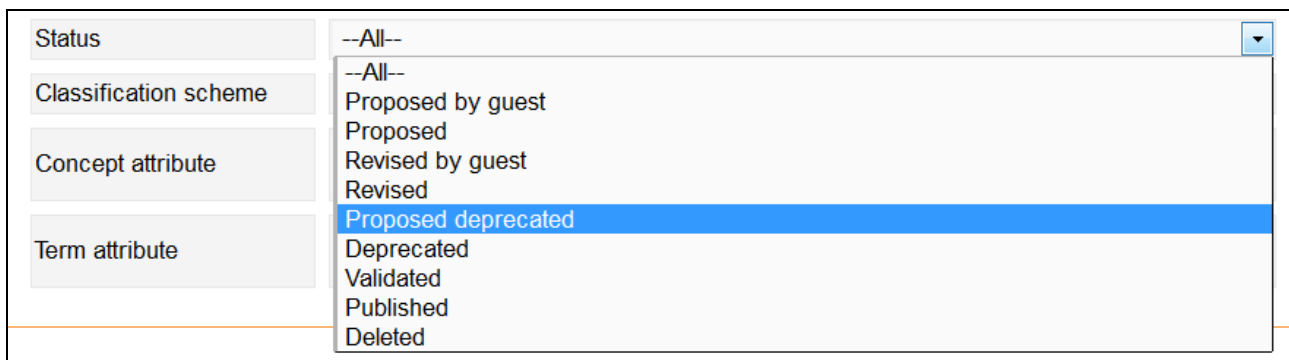 Status
--All--
--All--
Classification scheme
Proposed by guest
Proposed
Concept attribute
Revised by guest
Revised
Proposed deprecated
Term attribute
Deprecated
Validated
Published
Deleted